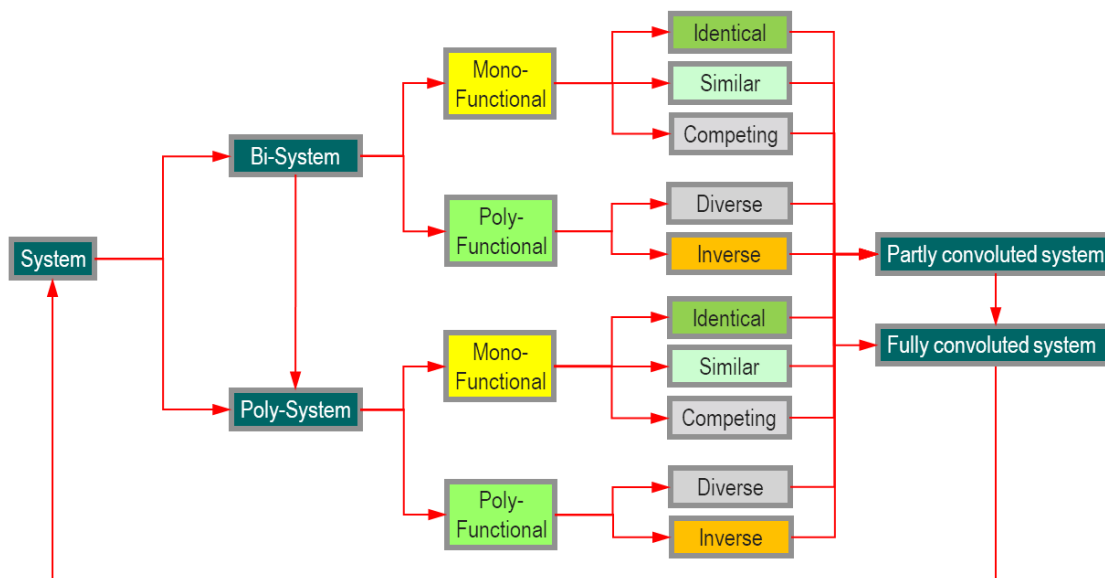 System
Bi-System
Poly-System
Mono-
Functional
Poly-
Functional
Mono-
Functional
Poly-
Functional
Identical
Similar
Competing
Diverse
Inverse
Identical
Similar
Competing
Diverse
Inverse
Partly convoluted system
Fully convoluted system